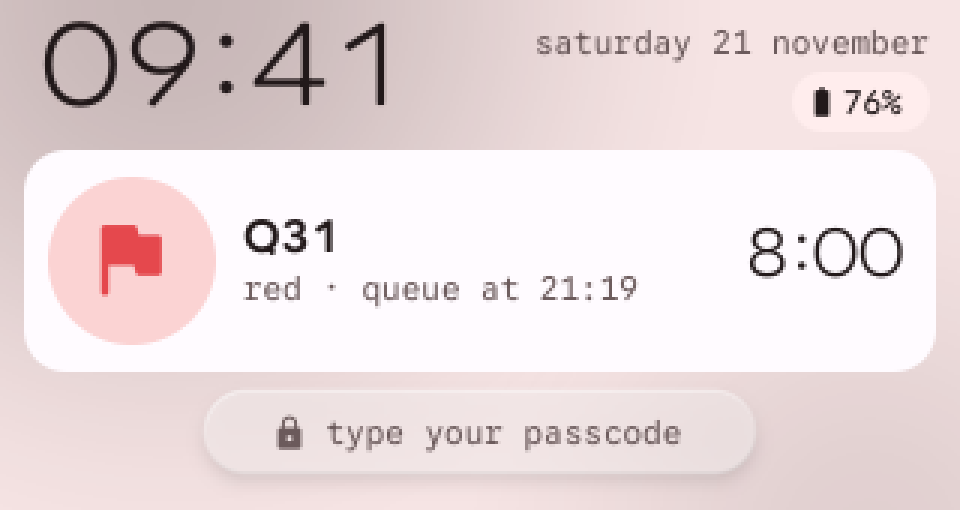 09:41
saturday 21 november
76%
Q31
red · queue at 21:19
8:00
type your passcode